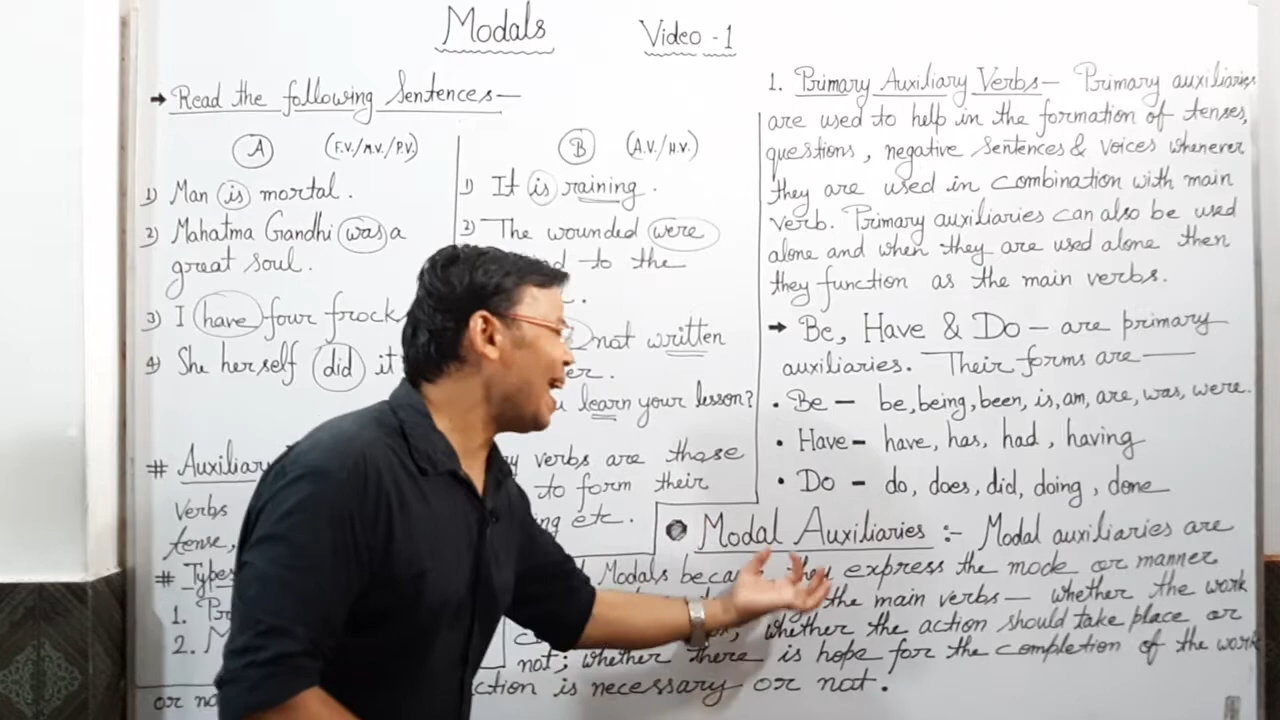 Modals Video - 1
→ Read the following Sentences—
A (F.V./M.V./P.V.)
1) Man is mortal.
2) Mahatma Gandhi was a
great soul.
3) I have four frock
4) She herself did it
B (A.V./H.V.)
1) It is raining.
2) The wounded were
to the
not written
learn your lesson?
# Auxiliary verbs are those
Verbs to form their
tense, etc.
# Types
1.
2.
1. Primary Auxiliary Verbs— Primary auxiliaries
are used to help in the formation of tenses,
questions, negative sentences & voices whenever
they are used in combination with main
verb. Primary auxiliaries can also be used
alone and when they are used alone then
they function as the main verbs.
→ Be, Have & Do — are primary
auxiliaries. Their forms are —
• Be — be, being, been, is, am, are, was, were.
• Have — have, has, had, having
• Do — do, does, did, doing, done
● Modal Auxiliaries :- Modal auxiliaries are
Modals they express the mode or manner
the main verbs— whether the work
whether the action should take place or
not; whether there is hope for the completion of the work
or not is necessary or not.